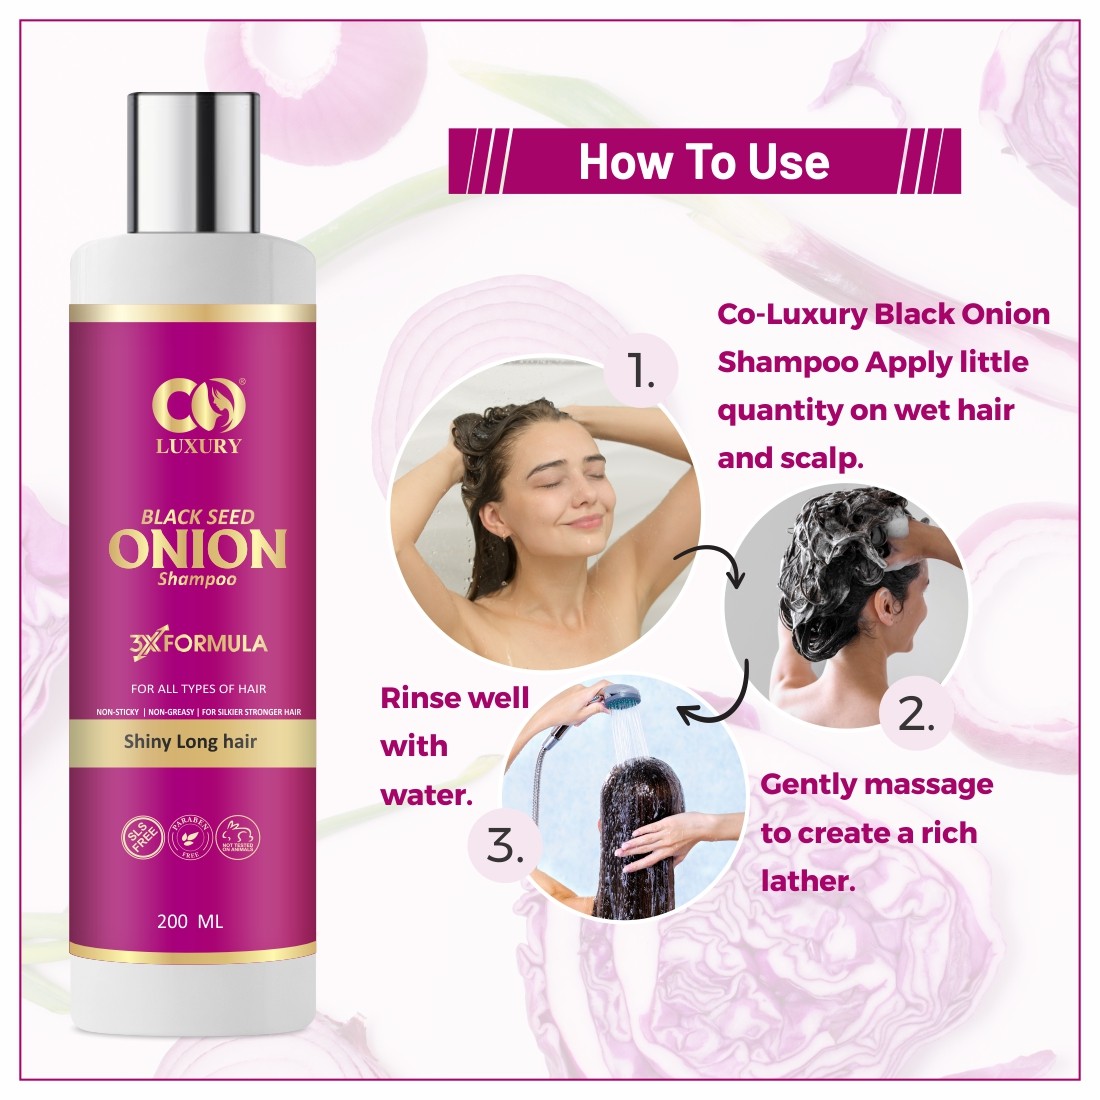 How To Use
CO®
LUXURY
BLACK SEED
ONION
Shampoo
3XFORMULA
FOR ALL TYPES OF HAIR
NON-STICKY | NON-GREASY | FOR SILKIER STRONGER HAIR
Shiny Long hair
SLS
FREE
PARABEN
FREE
NOT TESTED
ON ANIMALS
200 ML
1.
Co-Luxury Black Onion
Shampoo Apply little
quantity on wet hair
and scalp.
2.
Gently massage
to create a rich
lather.
Rinse well
with
water.
3.